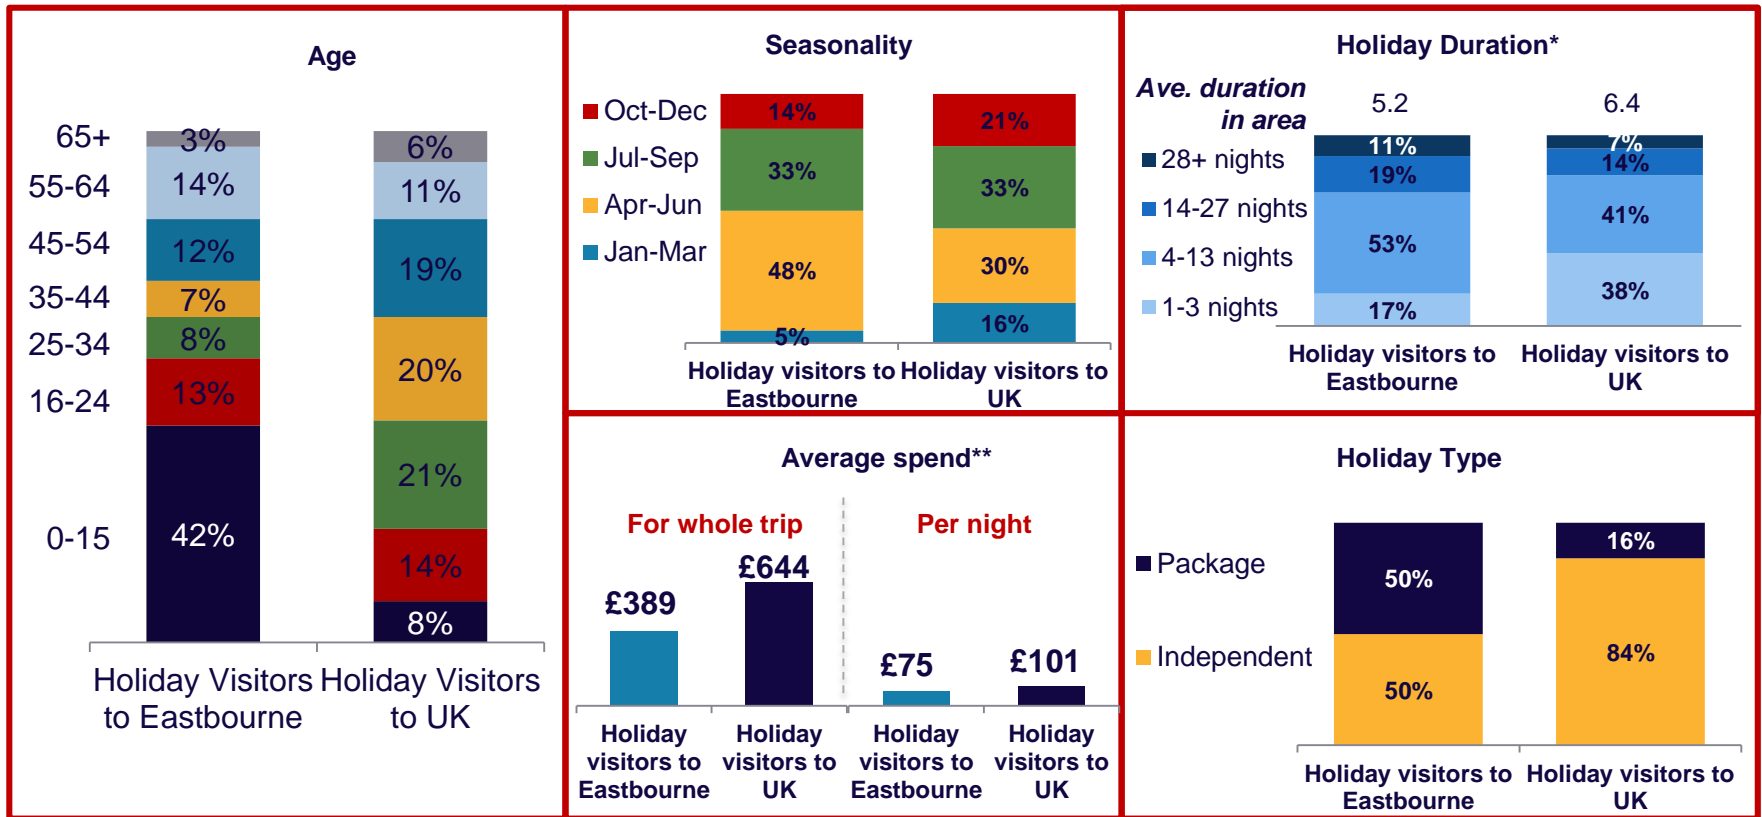 Age
65+
55-64
45-54
35-44
25-34
16-24
0-15
3%
14%
12%
7%
8%
13%
42%
6%
11%
19%
20%
21%
14%
8%
Holiday Visitors
to Eastbourne
Holiday Visitors
to UK
Seasonality
Oct-Dec
Jul-Sep
Apr-Jun
Jan-Mar
14%
33%
48%
5%
21%
33%
30%
16%
Holiday visitors to
Eastbourne
Holiday visitors to
UK
Holiday Duration*
Ave. duration
in area
5.2
6.4
28+ nights
14-27 nights
4-13 nights
1-3 nights
11%
19%
53%
17%
7%
14%
41%
38%
Holiday visitors to
Eastbourne
Holiday visitors to
UK
Average spend**
For whole trip
Per night
£389
£644
£75
£101
Holiday
visitors to
Eastbourne
Holiday
visitors to
UK
Holiday
visitors to
Eastbourne
Holiday
visitors to
UK
Holiday Type
Package
Independent
50%
50%
16%
84%
Holiday visitors to
Eastbourne
Holiday visitors to
UK